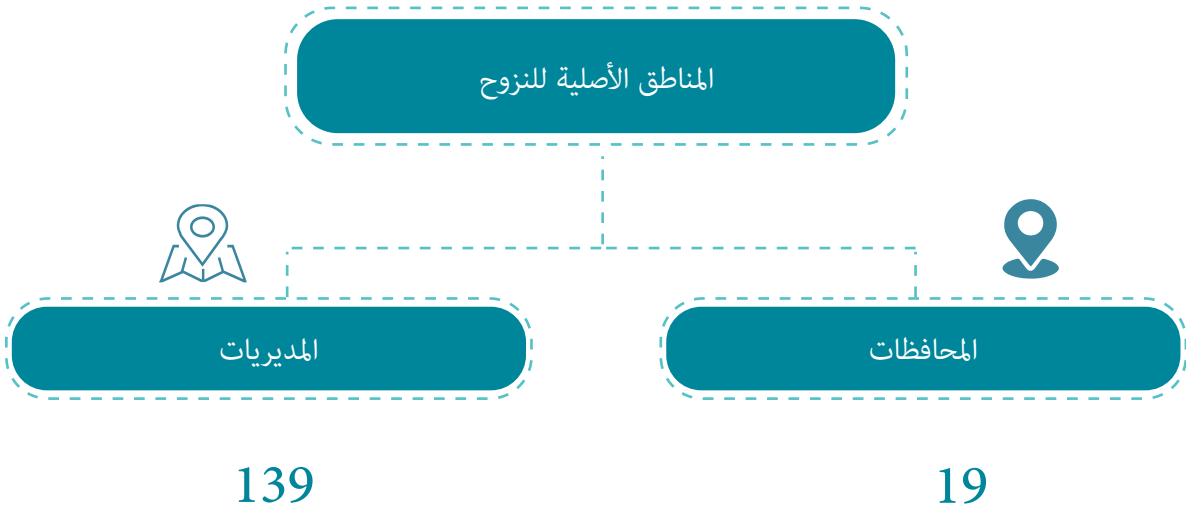 المناطق الأصلية للنزوح
المحافظات
19
المديريات
139